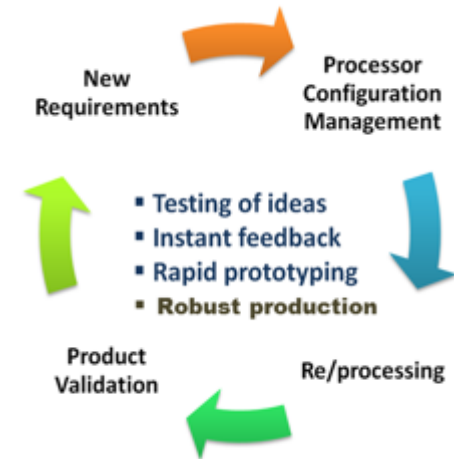 New
Requirements
Processor
Configuration
Management
▪ Testing of ideas
▪ Instant feedback
▪ Rapid prototyping
▪ Robust production
Product
Validation
Re/processing